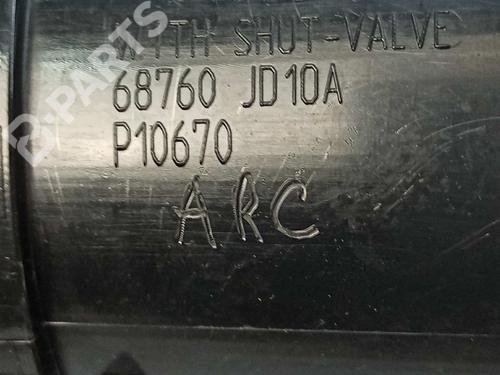 WITH SHUT-VALVE
68760 JD10A
P10670
ARC
B-PARTS